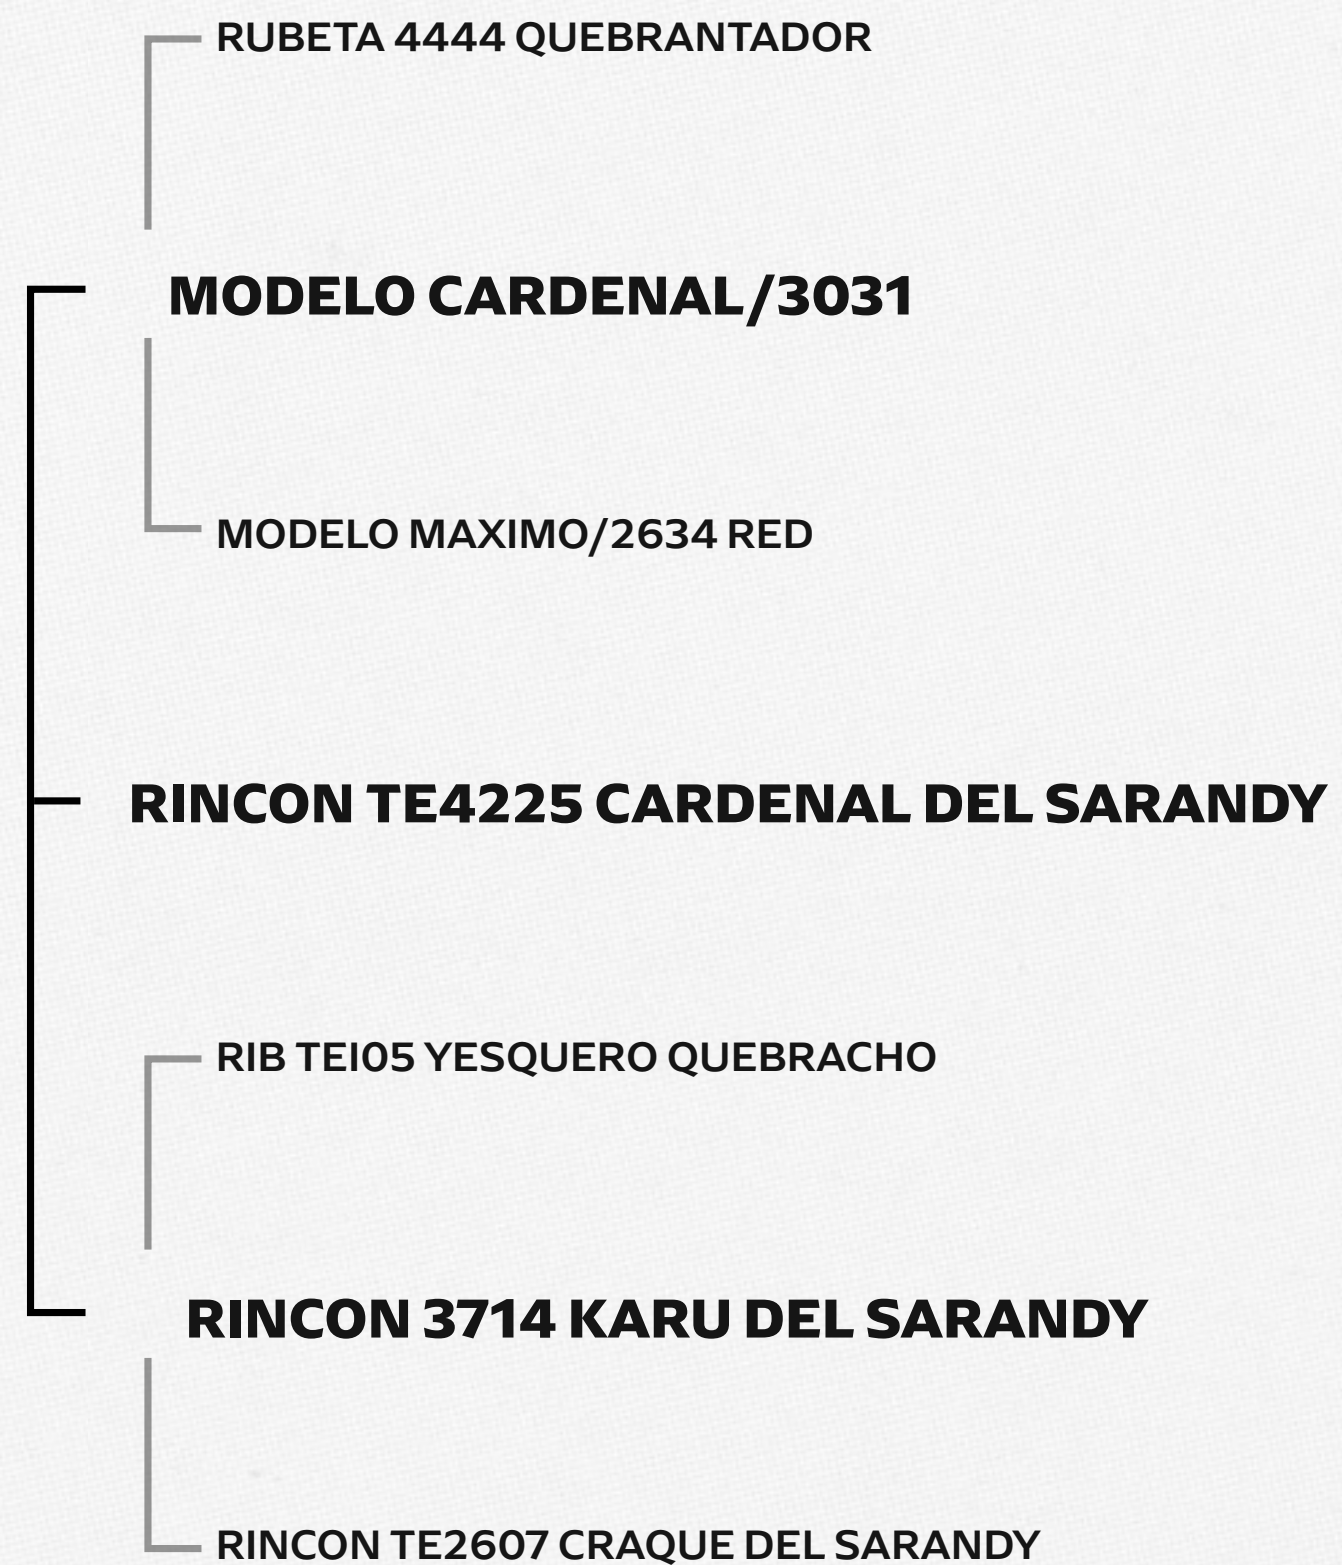 RUBETA 4444 QUEBRANTADOR
MODELO CARDENAL/3031
MODELO MAXIMO/2634 RED
RINCON TE4225 CARDENAL DEL SARANDY
RIB TEI05 YESQUERO QUEBRACHO
RINCON 3714 KARU DEL SARANDY
RINCON TE2607 CRAQUE DEL SARANDY